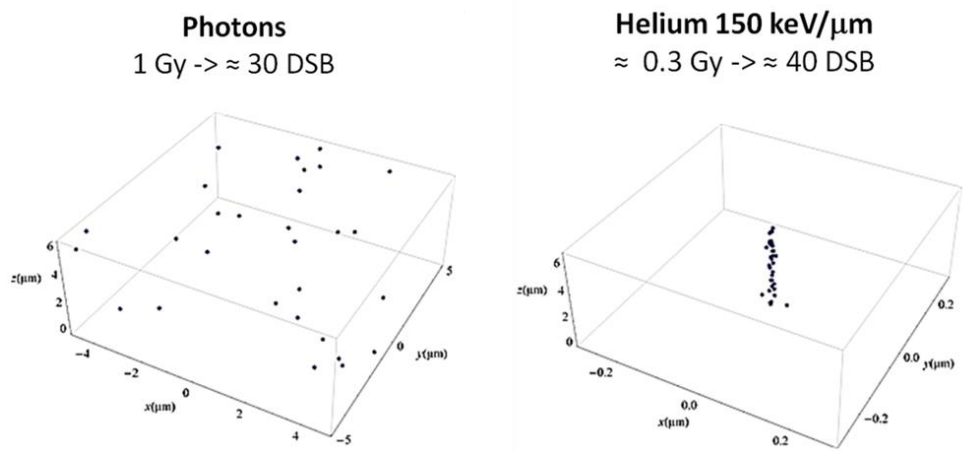 Photons
1 Gy -> ≈ 30 DSB
6
4
2
0
z(μm)
−4
−2
0
2
4
x(μm)
−5
0
5
y(μm)
Helium 150 keV/μm
≈ 0.3 Gy -> ≈ 40 DSB
6
4
2
0
z(μm)
−0.2
0.0
0.2
x(μm)
−0.2
0.0
0.2
y(μm)